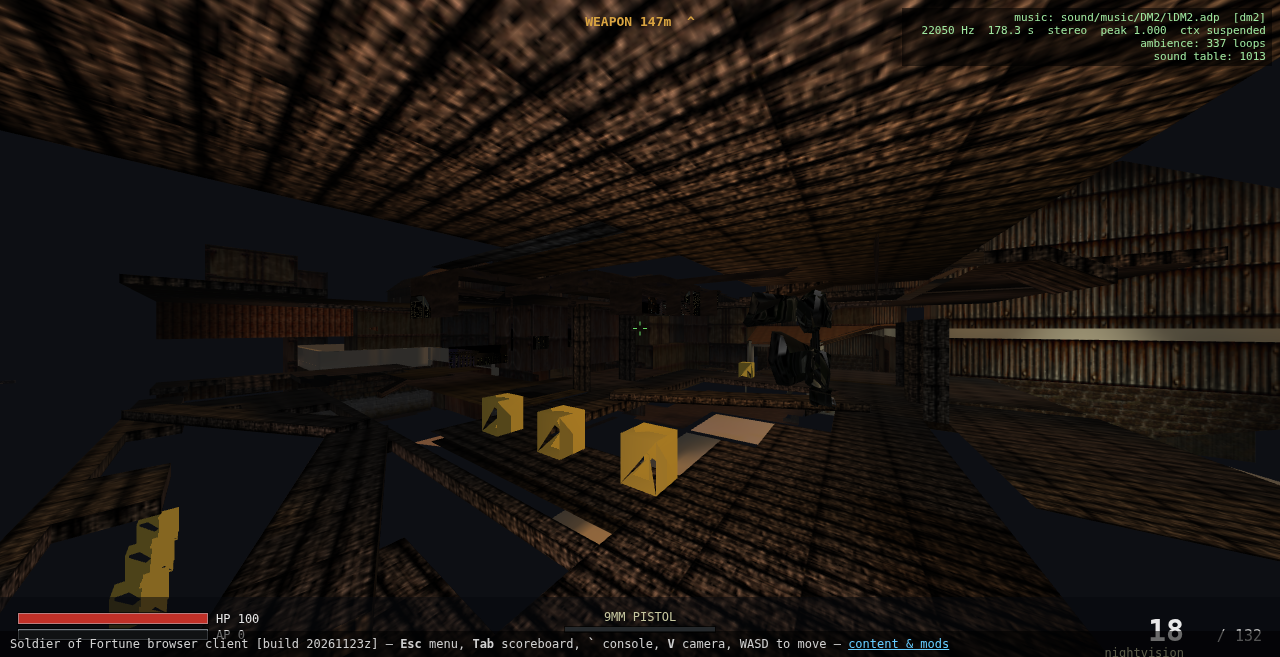 WEAPON 147m ^
music: sound/music/DM2/lDM2.adp [dm2]
22050 Hz 178.3 s stereo peak 1.000 ctx suspended
ambience: 337 loops
sound table: 1013
HP 100
AP 0
9MM PISTOL
18 / 132
Soldier of Fortune browser client [build 20261123z] — Esc menu, Tab scoreboard, ` console, V camera, WASD to move — content & mods
nightvision